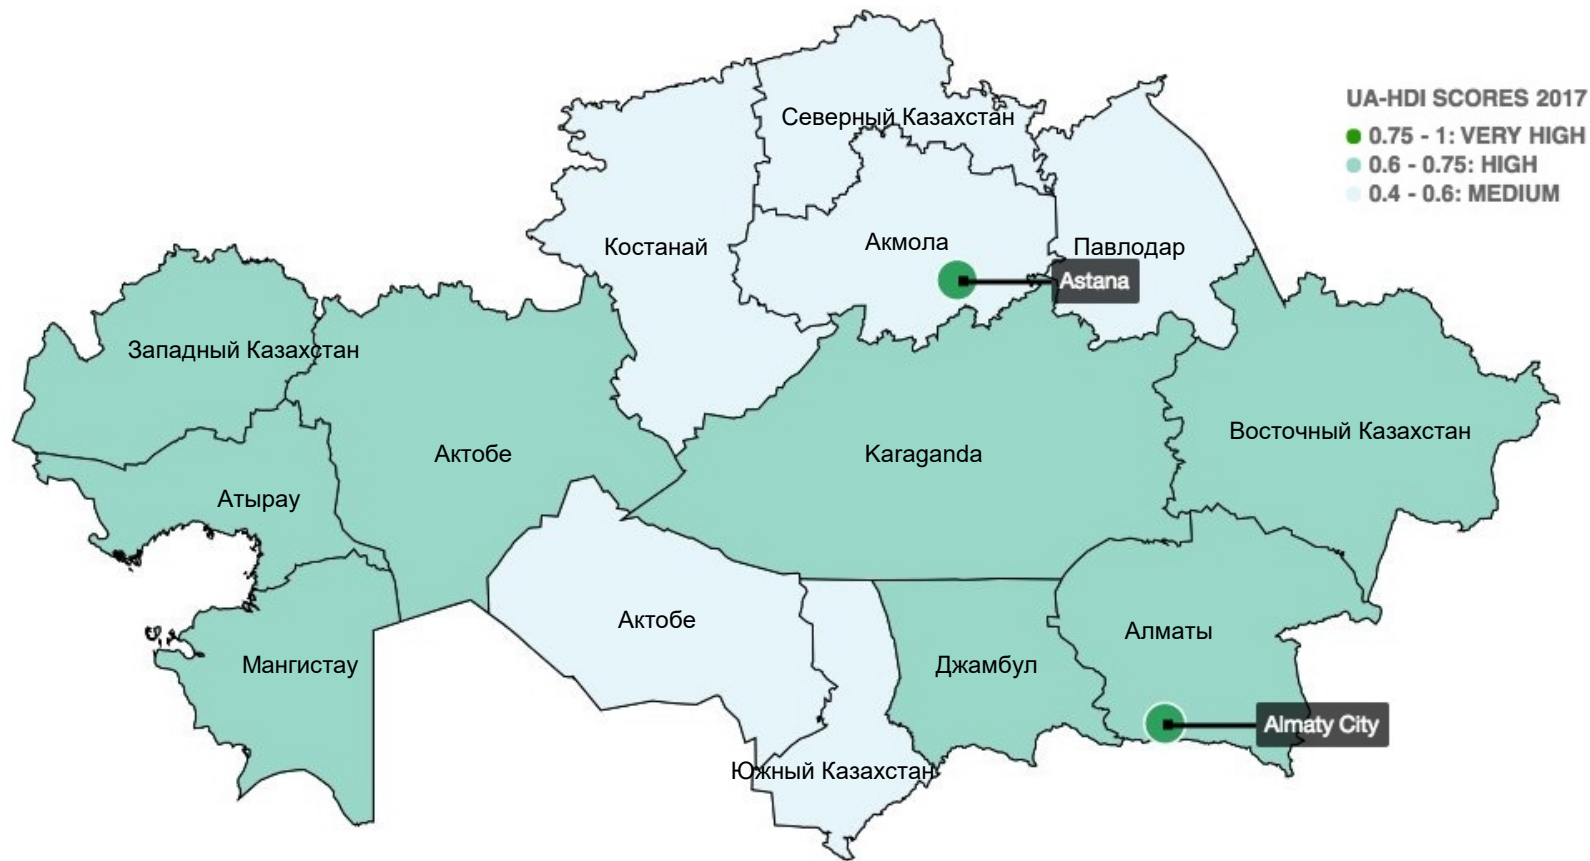 UA-HDI SCORES 2017
0.75 - 1: VERY HIGH
0.6 - 0.75: HIGH
0.4 - 0.6: MEDIUM
Северный Казахстан
Костанай
Акмола
Павлодар
Astana
Западный Казахстан
Актобе
Karaganda
Восточный Казахстан
Атырау
Актобе
Алматы
Мангистау
Джамбул
Almaty City
Южный Казахстан